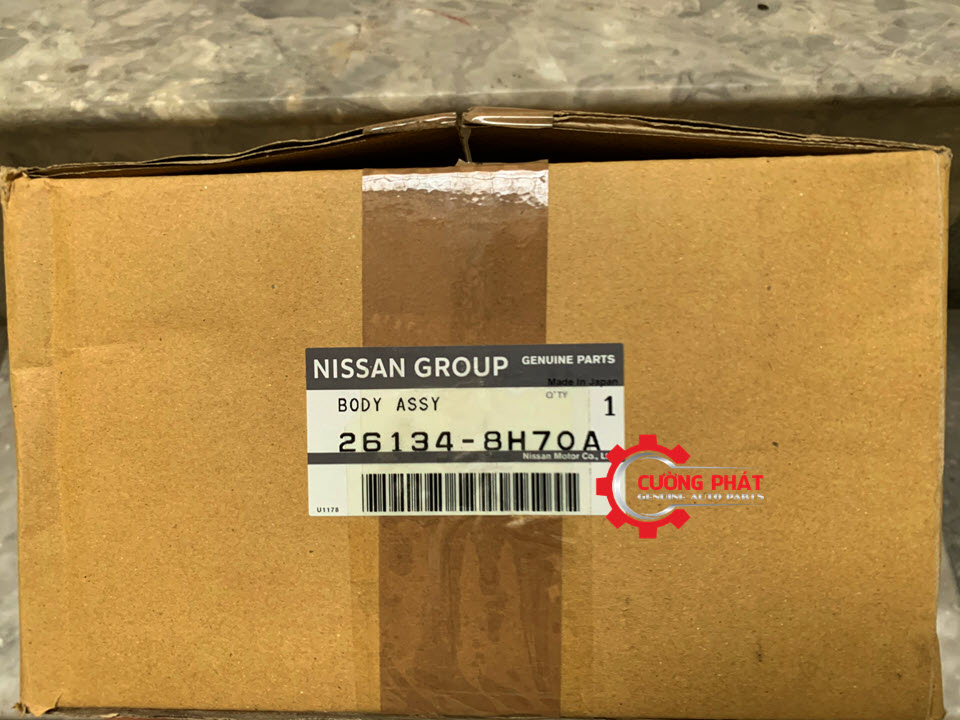 NISSAN GROUP GENUINE PARTS
Made in Japan
BODY ASSY
Q'TY 1
26134-8H70A
Nissan Motor Co.,
U1178
CƯỜNG PHÁT
GENUINE AUTO PARTS